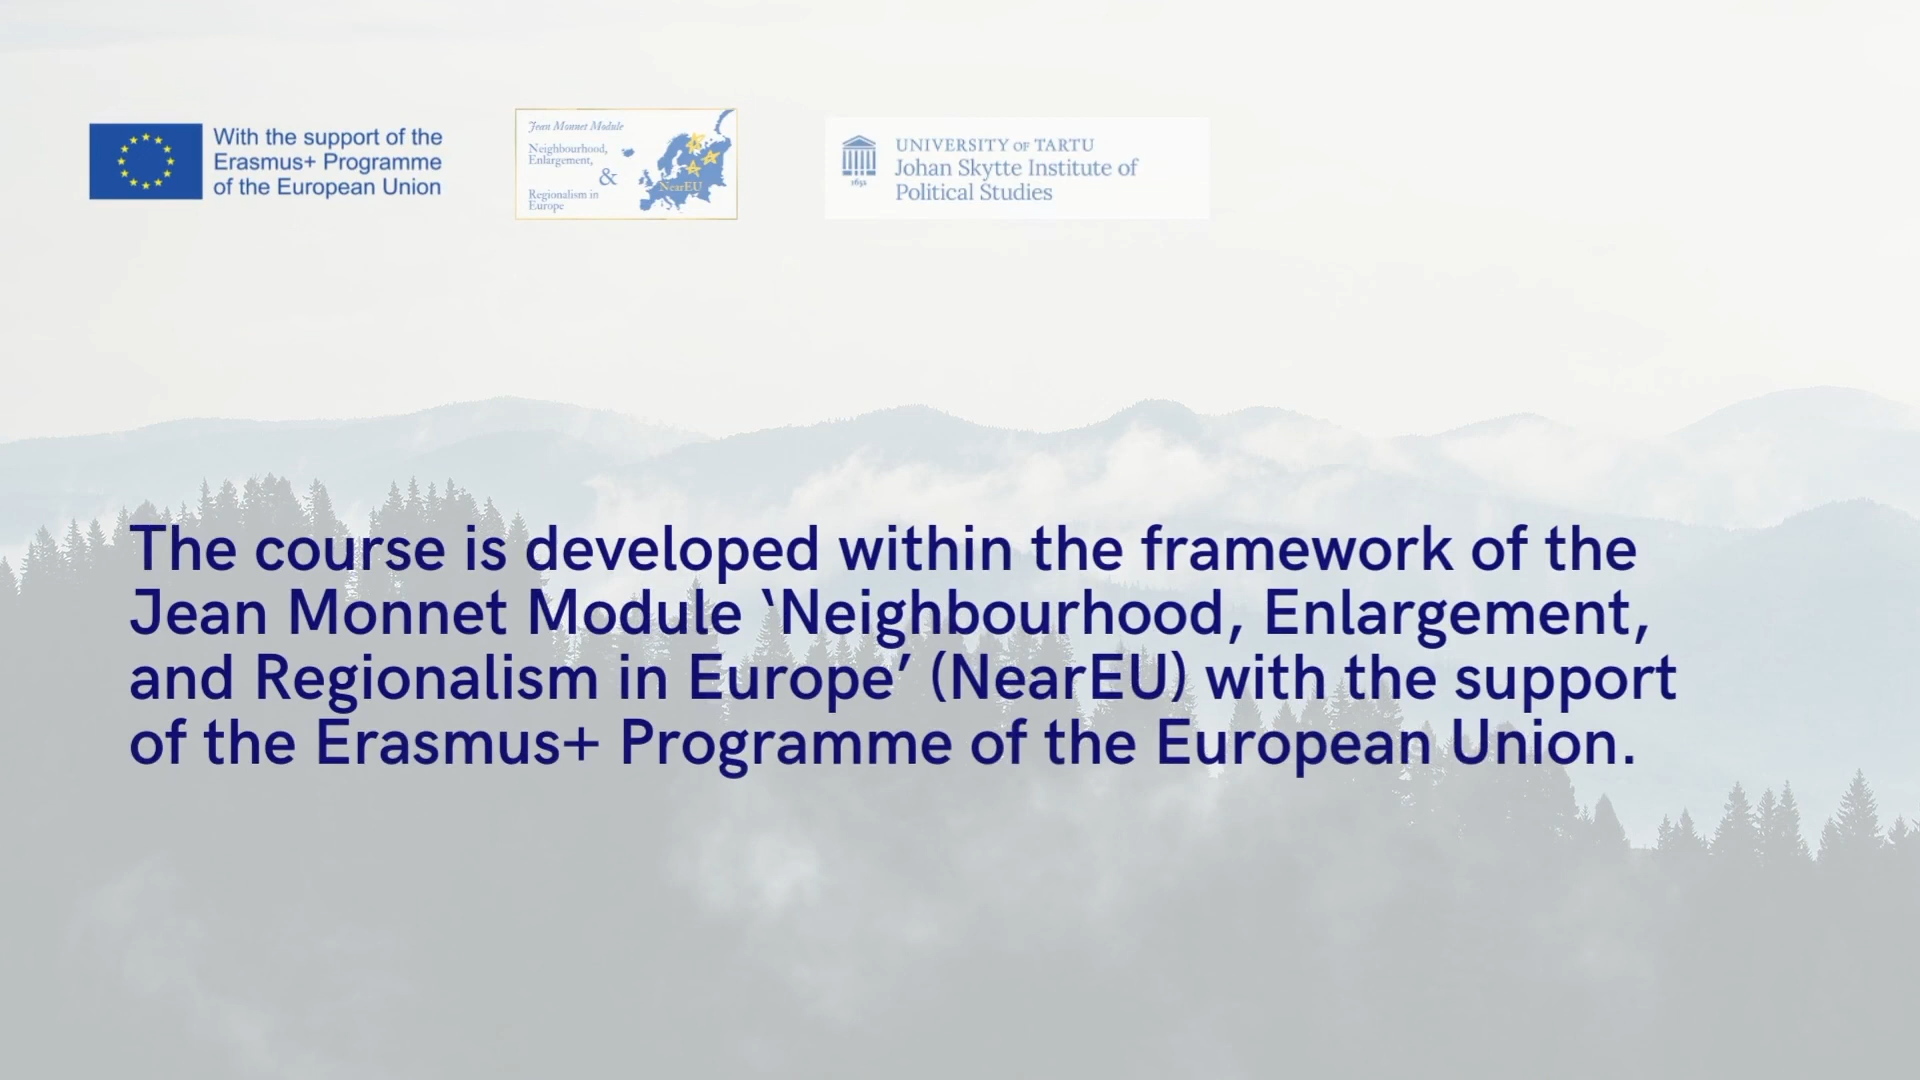 With the support of the
Erasmus+ Programme
of the European Union
Jean Monnet Module
Neighbourhood,
Enlargement,
&
Regionalism in
Europe
NearEU
1632
UNIVERSITY OF TARTU
Johan Skytte Institute of
Political Studies
The course is developed within the framework of the
Jean Monnet Module ‘Neighbourhood, Enlargement,
and Regionalism in Europe’ (NearEU) with the support
of the Erasmus+ Programme of the European Union.